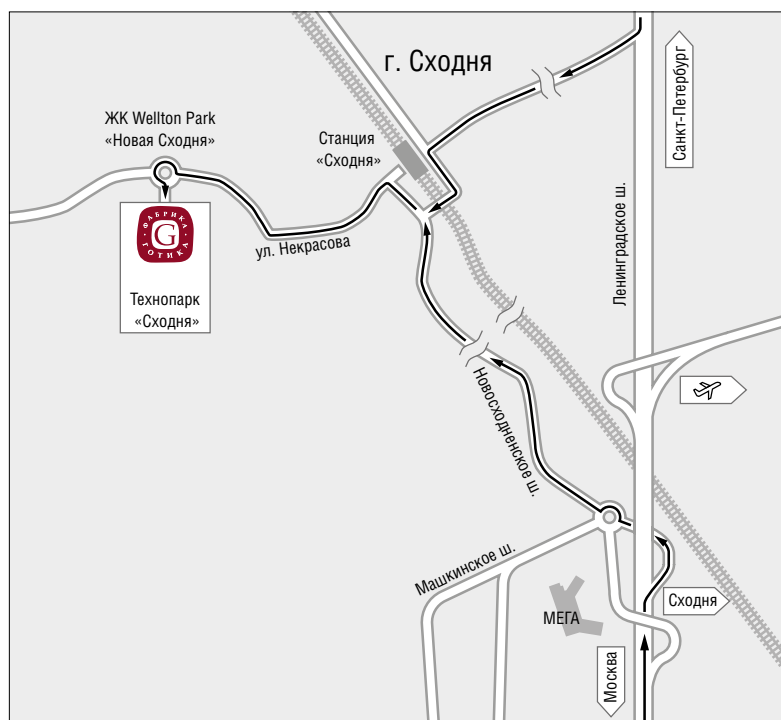 г. Сходня
Санкт-Петербург
ЖК Wellton Park
«Новая Сходня»
Станция
«Сходня»
ФАБРИКА
ГОТИКА
G
ул. Некрасова
Технопарк
«Сходня»
Ленинградское ш.
Новосходненское ш.
Машкинское ш.
МЕГА
Сходня
Москва